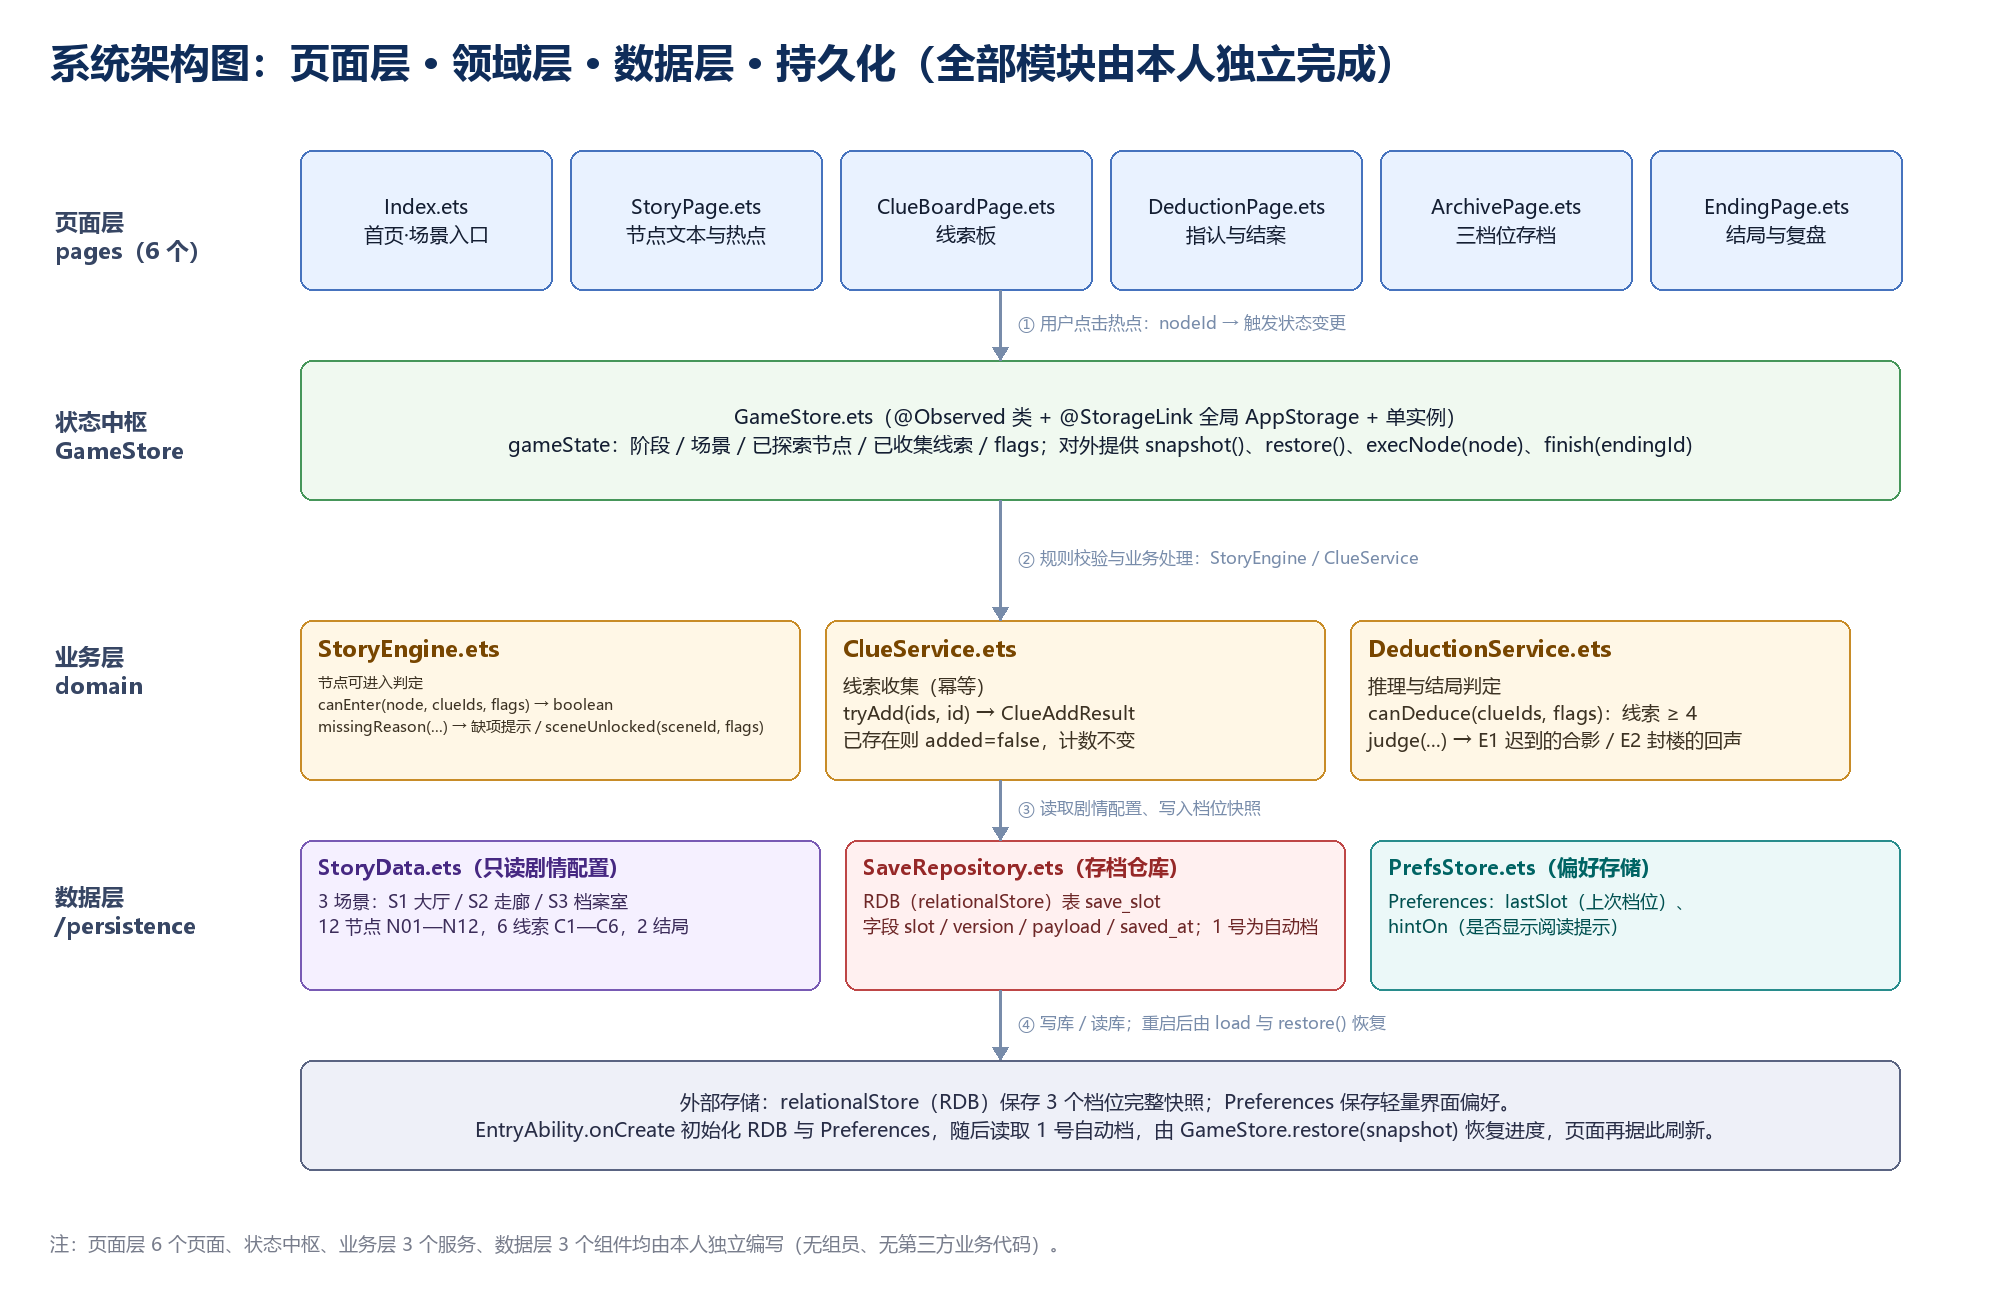 系统架构图：页面层 • 领域层 • 数据层 • 持久化（全部模块由本人独立完成）
页面层
pages（6 个）
Index.ets
首页·场景入口
StoryPage.ets
节点文本与热点
ClueBoardPage.ets
线索板
DeductionPage.ets
指认与结案
ArchivePage.ets
三档位存档
EndingPage.ets
结局与复盘
① 用户点击热点：nodeId → 触发状态变更
状态中枢
GameStore
GameStore.ets（@Observed 类 + @StorageLink 全局 AppStorage + 单实例）
gameState：阶段 / 场景 / 已探索节点 / 已收集线索 / flags；对外提供 snapshot()、restore()、execNode(node)、finish(endingId)
② 规则校验与业务处理：StoryEngine / ClueService
业务层
domain
StoryEngine.ets
节点可进入判定
canEnter(node, clueIds, flags) → boolean
missingReason(...) → 缺项提示 / sceneUnlocked(sceneId, flags)
ClueService.ets
线索收集（幂等）
tryAdd(ids, id) → ClueAddResult
已存在则 added=false，计数不变
DeductionService.ets
推理与结局判定
canDeduce(clueIds, flags)：线索 ≥ 4
judge(...) → E1 迟到的合影 / E2 封楼的回声
③ 读取剧情配置、写入档位快照
数据层
/persistence
StoryData.ets（只读剧情配置）
3 场景：S1 大厅 / S2 走廊 / S3 档案室
12 节点 N01—N12，6 线索 C1—C6，2 结局
SaveRepository.ets（存档仓库）
RDB（relationalStore）表 save_slot
字段 slot / version / payload / saved_at；1 号为自动档
PrefsStore.ets（偏好存储）
Preferences：lastSlot（上次档位）、
hintOn（是否显示阅读提示）
④ 写库 / 读库；重启后由 load 与 restore() 恢复
外部存储：relationalStore（RDB）保存 3 个档位完整快照；Preferences 保存轻量界面偏好。
EntryAbility.onCreate 初始化 RDB 与 Preferences，随后读取 1 号自动档，由 GameStore.restore(snapshot) 恢复进度，页面再据此刷新。
注：页面层 6 个页面、状态中枢、业务层 3 个服务、数据层 3 个组件均由本人独立编写（无组员、无第三方业务代码）。